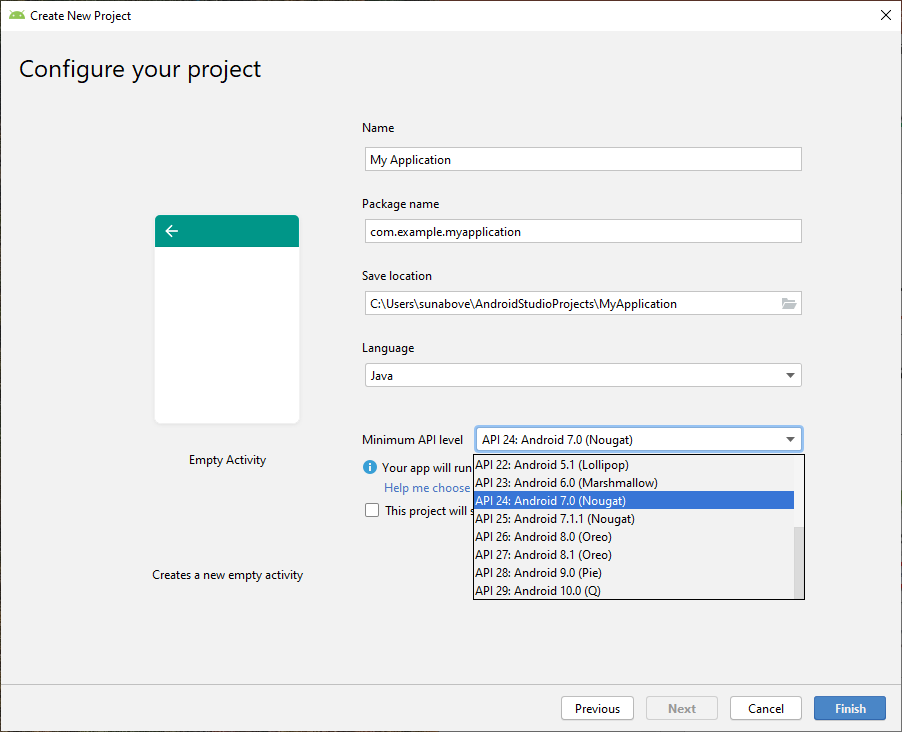 Create New Project
Configure your project
Name
My Application
Package name
com.example.myapplication
Save location
C:\Users\sunabove\AndroidStudioProjects\MyApplication
Language
Java
Minimum API level
API 24: Android 7.0 (Nougat)
Your app will run
Help me choose
This project will
API 22: Android 5.1 (Lollipop)
API 23: Android 6.0 (Marshmallow)
API 24: Android 7.0 (Nougat)
API 25: Android 7.1.1 (Nougat)
API 26: Android 8.0 (Oreo)
API 27: Android 8.1 (Oreo)
API 28: Android 9.0 (Pie)
API 29: Android 10.0 (Q)
Empty Activity
Creates a new empty activity
Previous
Next
Cancel
Finish